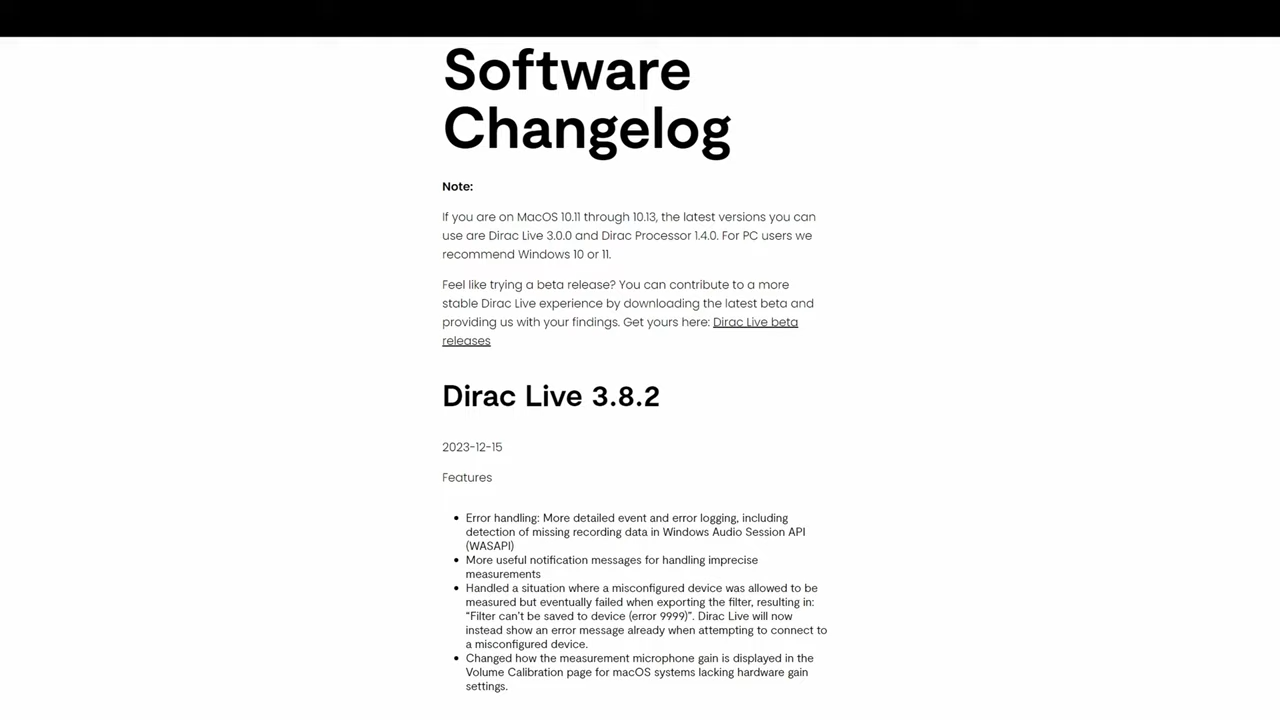 Software
Changelog
Note:
If you are on MacOS 10.11 through 10.13, the latest versions you can
use are Dirac Live 3.0.0 and Dirac Processor 1.4.0. For PC users we
recommend Windows 10 or 11.
Feel like trying a beta release? You can contribute to a more
stable Dirac Live experience by downloading the latest beta and
providing us with your findings. Get yours here: Dirac Live beta
releases
Dirac Live 3.8.2
2023-12-15
Features
• Error handling: More detailed event and error logging, including
detection of missing recording data in Windows Audio Session API
(WASAPI)
• More useful notification messages for handling imprecise
measurements
• Handled a situation where a misconfigured device was allowed to be
measured but eventually failed when exporting the filter, resulting in:
“Filter can’t be saved to device (error 9999)”. Dirac Live will now
instead show an error message already when attempting to connect to
a misconfigured device.
• Changed how the measurement microphone gain is displayed in the
Volume Calibration page for macOS systems lacking hardware gain
settings.